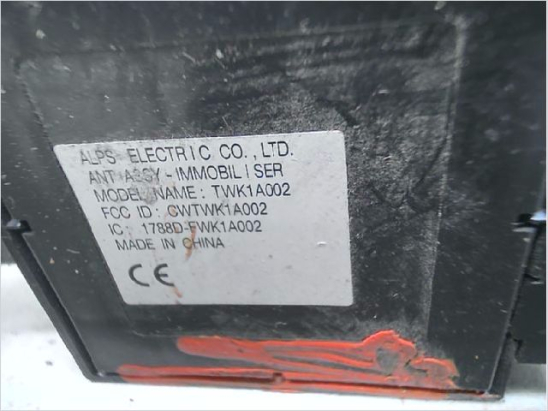 ALPS ELECTRIC CO., LTD.
ANT ASSY - IMMOBILISER
MODEL NAME: TWK1A002
FCC ID: CWTWK1A002
IC: 1788D-FWK1A002
MADE IN CHINA
CE